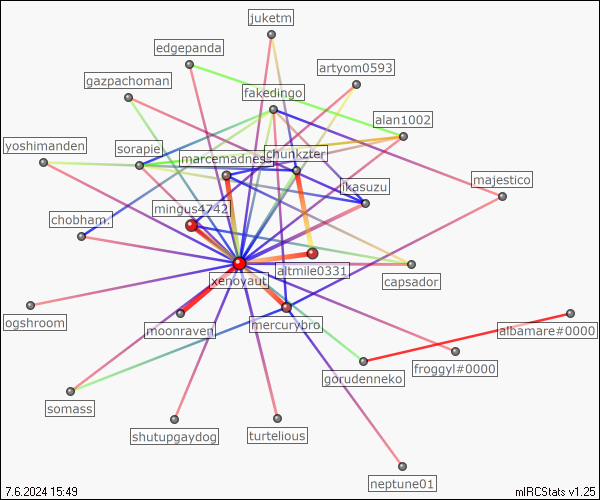 juketm
edgepanda
artyom0593
gazpachoman
fakedingo
alan1002
yoshimanden
sorapie
chunkzter
marcemadness
ikasuzu
majestico
mingus4742
chobham.
altmile0331
xenoyaut
capsador
ogshroom
moonraven
mercurybro
albamare#0000
gorudenneko
froggyl#0000
somass
shutupgaydog
turtelious
neptune01
7.6.2024 15:49
mIRCStats v1.25